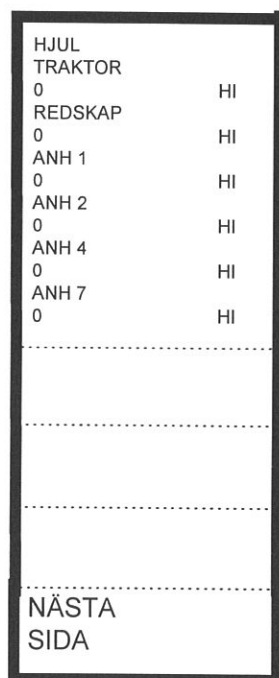 HJUL
TRAKTOR
0 HI
REDSKAP
0 HI
ANH 1
0 HI
ANH 2
0 HI
ANH 4
0 HI
ANH 7
0 HI
NÄSTA
SIDA